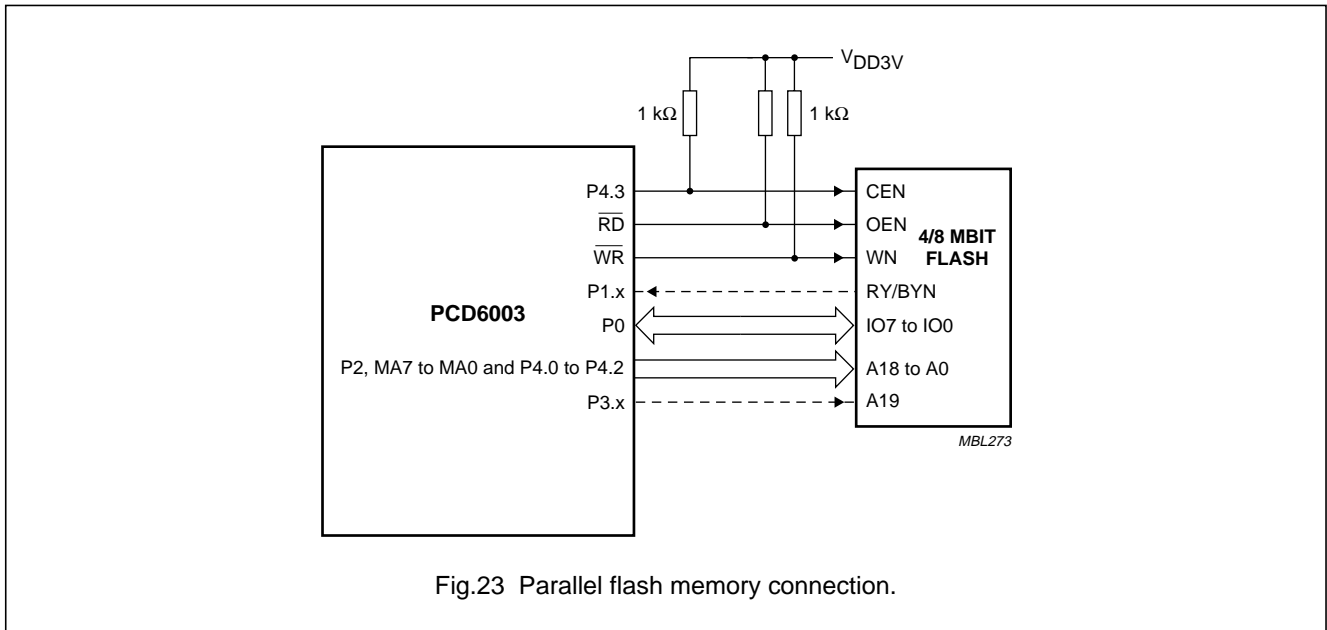 VDD3V
1 kΩ
1 kΩ
P4.3
CEN
RD
OEN
4/8 MBIT
FLASH
WR
WN
P1.x
RY/BYN
PCD6003
P0
IO7 to IO0
P2, MA7 to MA0 and P4.0 to P4.2
A18 to A0
P3.x
A19
MBL273
Fig.23 Parallel flash memory connection.